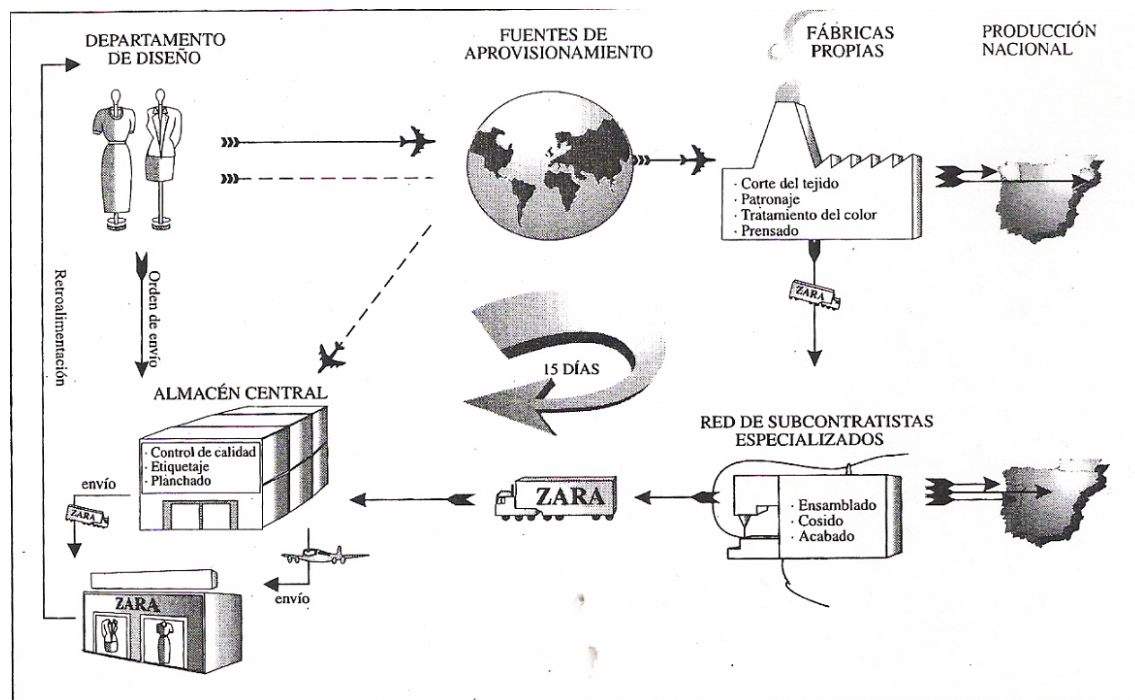 DEPARTAMENTO
DE DISEÑO
FUENTES DE
APROVISIONAMIENTO
FÁBRICAS
PROPIAS
PRODUCCIÓN
NACIONAL
· Corte del tejido
· Patronaje
· Tratamiento del color
· Prensado
ZARA
Retroalimentación
Orden de envío
15 DÍAS
ALMACÉN CENTRAL
· Control de calidad
· Etiquetaje
· Planchado
RED DE SUBCONTRATISTAS
ESPECIALIZADOS
· Ensamblado
· Cosido
· Acabado
ZARA
envío
ZARA
envío
ZARA